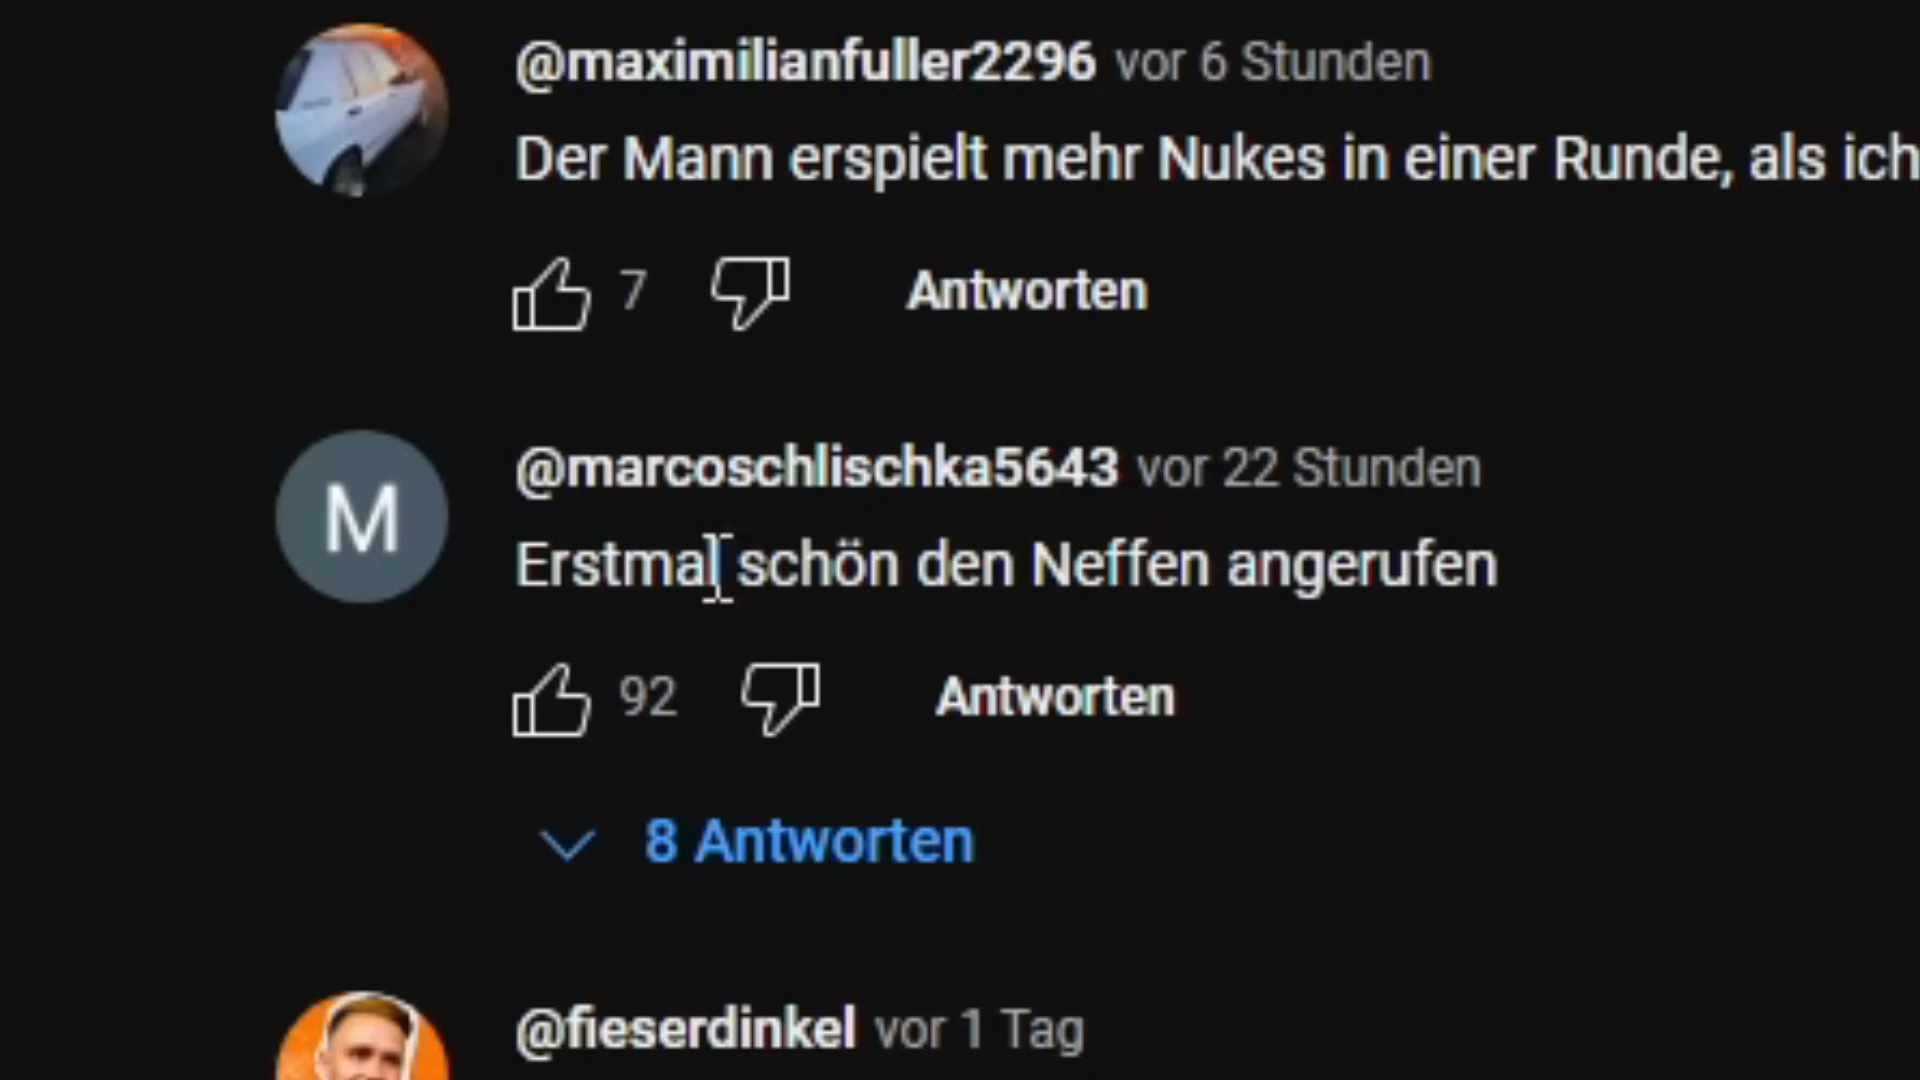 @maximilianfuller2296 vor 6 Stunden
Der Mann erspielt mehr Nukes in einer Runde, als ich
7 Antworten
M
@marcoschlischka5643 vor 22 Stunden
Erstmal schön den Neffen angerufen
92 Antworten
8 Antworten
@fieserdinkel vor 1 Tag